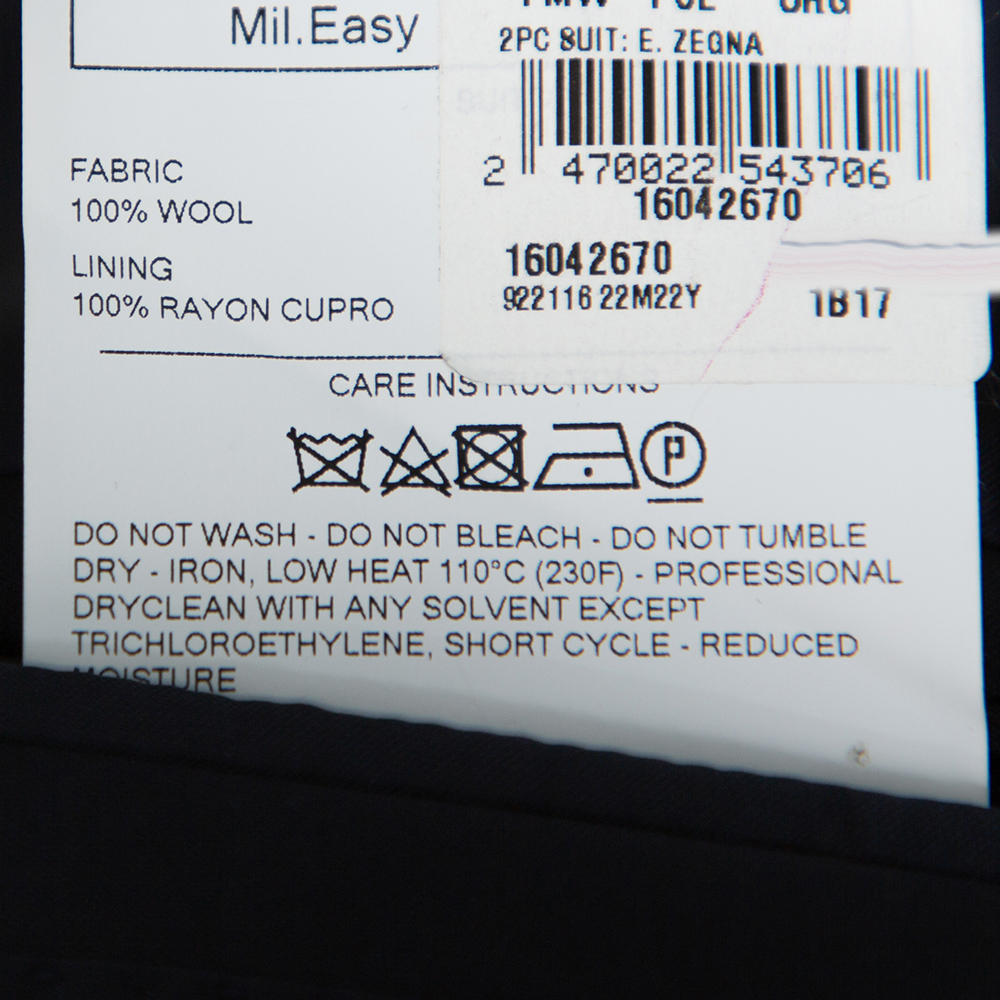 Mil.Easy
2PC SUIT: E. ZEGNA
2 470022 543706
16042670
16042670
922116 22M22Y 1B17
FABRIC
100% WOOL
LINING
100% RAYON CUPRO
CARE INSTRUCTIONS
P
DO NOT WASH - DO NOT BLEACH - DO NOT TUMBLE
DRY - IRON, LOW HEAT 110°C (230F) - PROFESSIONAL
DRYCLEAN WITH ANY SOLVENT EXCEPT
TRICHLOROETHYLENE, SHORT CYCLE - REDUCED
MOISTURE